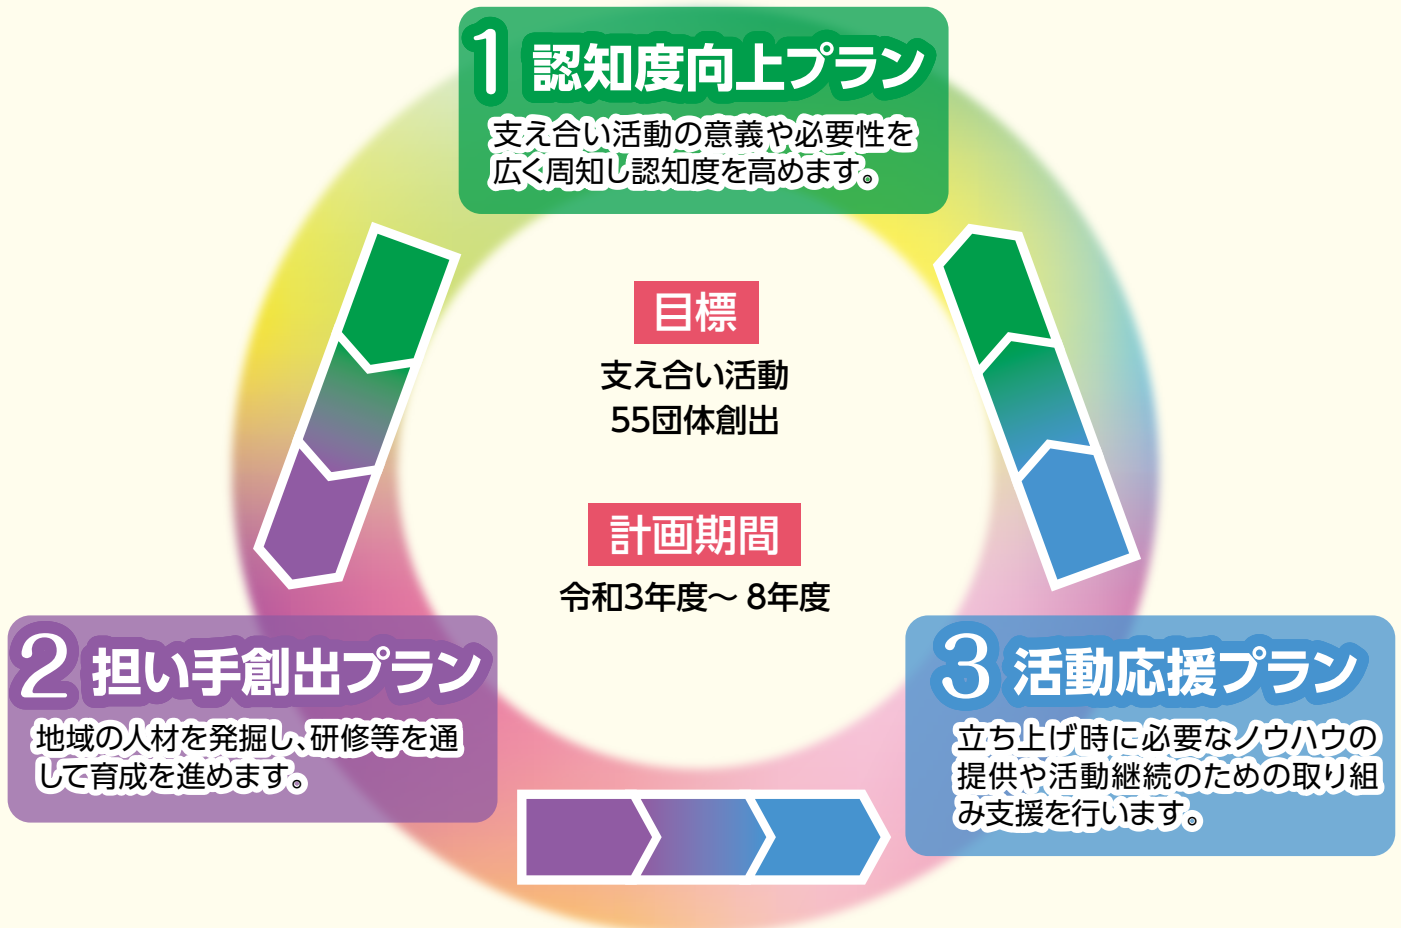 1 認知度向上プラン
支え合い活動の意義や必要性を
広く周知し認知度を高めます。
目標
支え合い活動
55団体創出
計画期間
令和3年度〜 8年度
2 担い手創出プラン
地域の人材を発掘し、研修等を通
して育成を進めます。
3 活動応援プラン
立ち上げ時に必要なノウハウの
提供や活動継続のための取り組
み支援を行います。